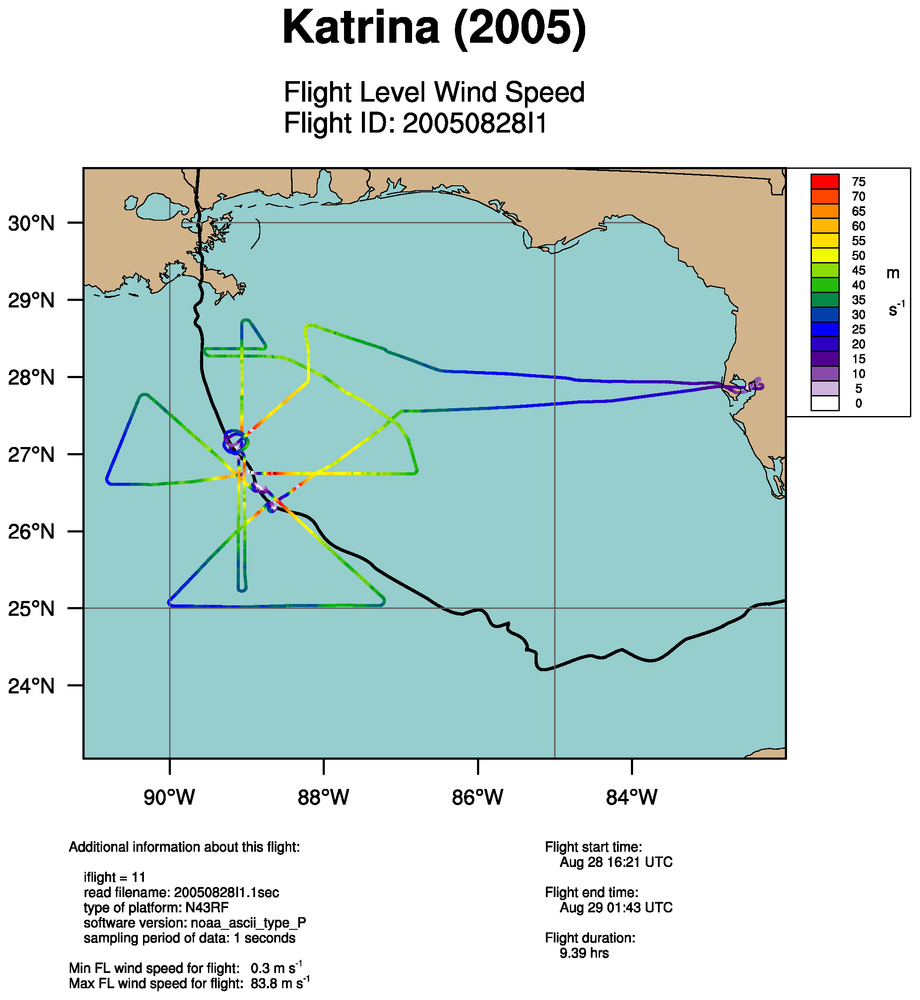 Katrina (2005)
Flight Level Wind Speed
Flight ID: 20050828I1
75
70
65
60
55
50
45
40
35
30
25
20
15
10
5
0
m
s-1
30°N
29°N
28°N
27°N
26°N
25°N
24°N
90°W
88°W
86°W
84°W
Additional information about this flight:
iflight = 11
read filename: 20050828I1.1sec
type of platform: N43RF
software version: noaa_ascii_type_P
sampling period of data: 1 seconds
Min FL wind speed for flight: 0.3 m s-1
Max FL wind speed for flight: 83.8 m s-1
Flight start time:
Aug 28 16:21 UTC
Flight end time:
Aug 29 01:43 UTC
Flight duration:
9.39 hrs